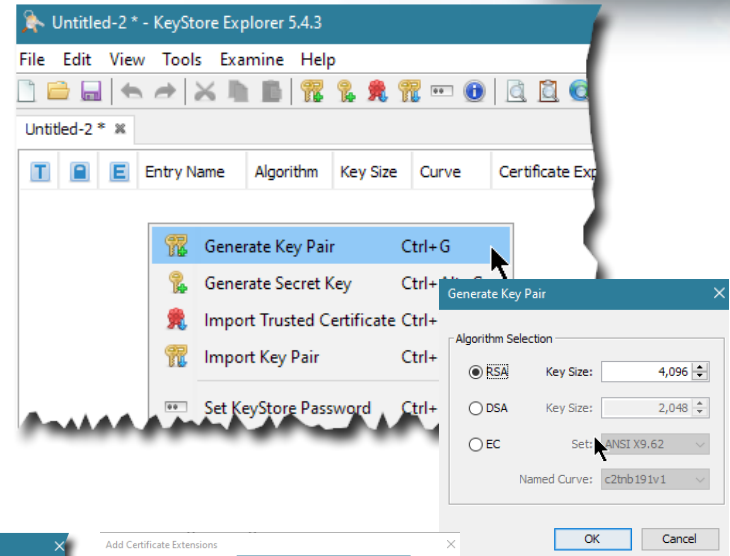 Untitled-2 * - KeyStore Explorer 5.4.3
File Edit View Tools Examine Help
Untitled-2 *
T E Entry Name Algorithm Key Size Curve Certificate Exp
Generate Key Pair Ctrl+G
Generate Secret Key Ctrl+
Import Trusted Certificate Ctrl+
Import Key Pair Ctrl+
Set KeyStore Password Ctrl+
Generate Key Pair
Algorithm Selection
RSA Key Size: 4,096
DSA Key Size: 2,048
EC Set: ANSI X9.62
Named Curve: c2tnb191v1
OK Cancel
Add Certificate Extensions